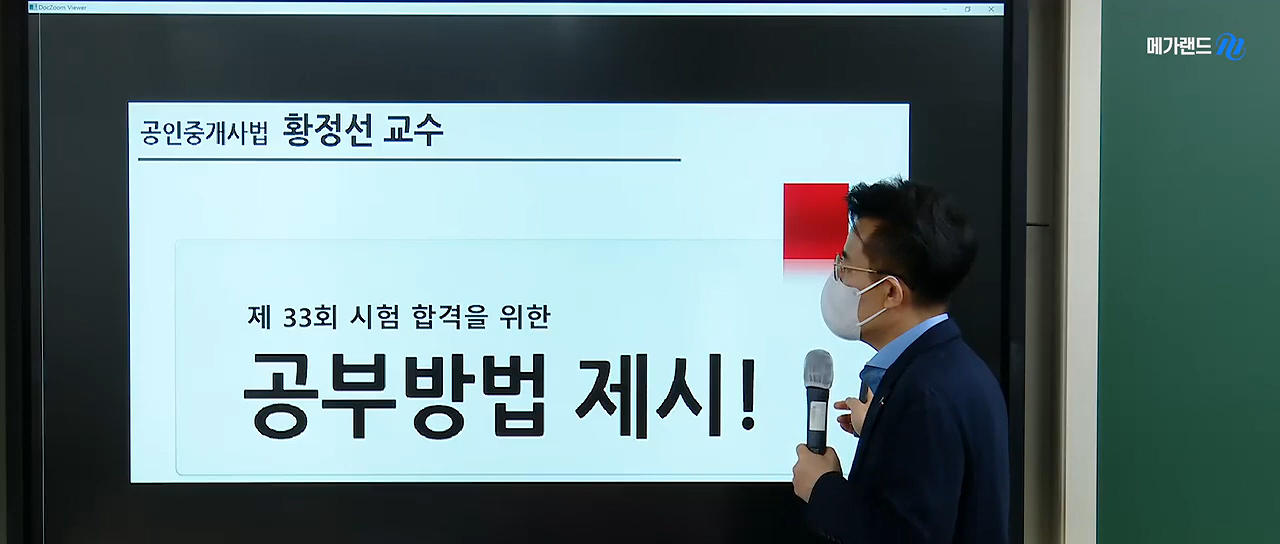 DocZoom Viewer
메가랜드
공인중개사법 황정선 교수
제 33회 시험 합격을 위한
공부방법 제시!